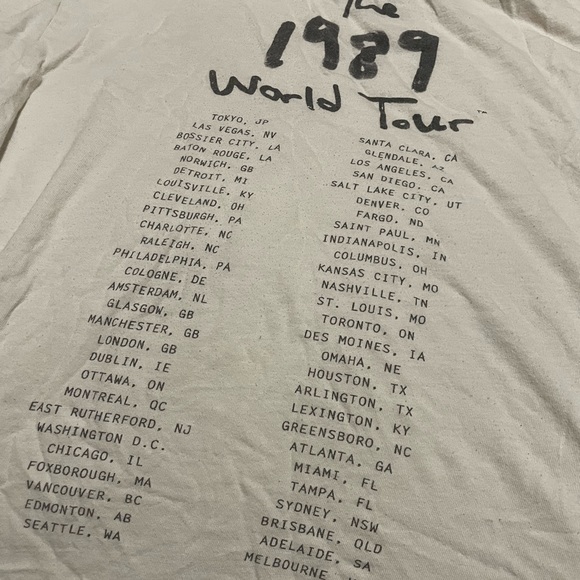 The
1989
World Tour™
TOKYO, JP
LAS VEGAS, NV
BOSSIER CITY, LA
BATON ROUGE, LA
NORWICH, GB
DETROIT, MI
LOUISVILLE, KY
CLEVELAND, OH
PITTSBURGH, PA
CHARLOTTE, NC
RALEIGH, NC
PHILADELPHIA, PA
COLOGNE, DE
AMSTERDAM, NL
GLASGOW, GB
MANCHESTER, GB
LONDON, GB
DUBLIN, IE
OTTAWA, ON
MONTREAL, QC
EAST RUTHERFORD, NJ
WASHINGTON D.C.
CHICAGO, IL
FOXBOROUGH, MA
VANCOUVER, BC
EDMONTON, AB
SEATTLE, WA
SANTA CLARA, CA
GLENDALE, AZ
LOS ANGELES, CA
SAN DIEGO, CA
SALT LAKE CITY, UT
DENVER, CO
FARGO, ND
SAINT PAUL, MN
INDIANAPOLIS, IN
COLUMBUS, OH
KANSAS CITY, MO
NASHVILLE, TN
ST. LOUIS, MO
TORONTO, ON
DES MOINES, IA
OMAHA, NE
HOUSTON, TX
ARLINGTON, TX
LEXINGTON, KY
GREENSBORO, NC
ATLANTA, GA
MIAMI, FL
TAMPA, FL
SYDNEY, NSW
BRISBANE, QLD
ADELAIDE, SA
MELBOURNE